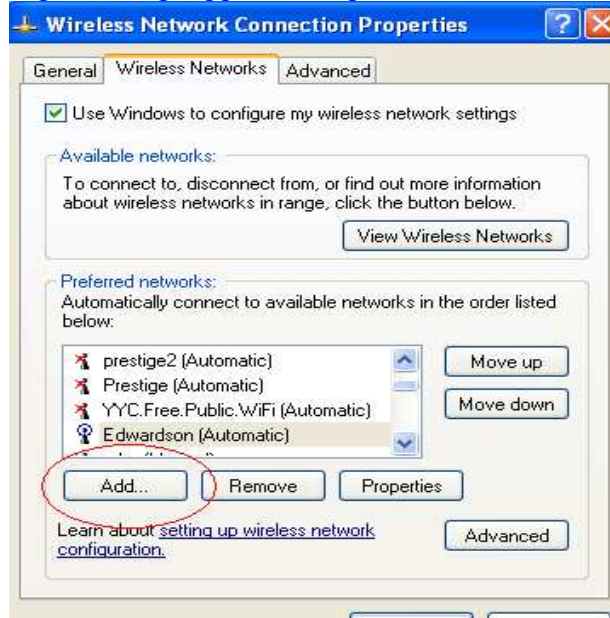 Wireless Network Connection Properties
General Wireless Networks Advanced
Use Windows to configure my wireless network settings
Available networks:
To connect to, disconnect from, or find out more information
about wireless networks in range, click the button below.
View Wireless Networks
Preferred networks:
Automatically connect to available networks in the order listed
below:
prestige2 (Automatic)
Prestige (Automatic)
YYC.Free.Public.WiFi (Automatic)
Edwardson (Automatic)
Move up
Move down
Add... Remove Properties
Learn about setting up wireless network
configuration.
Advanced